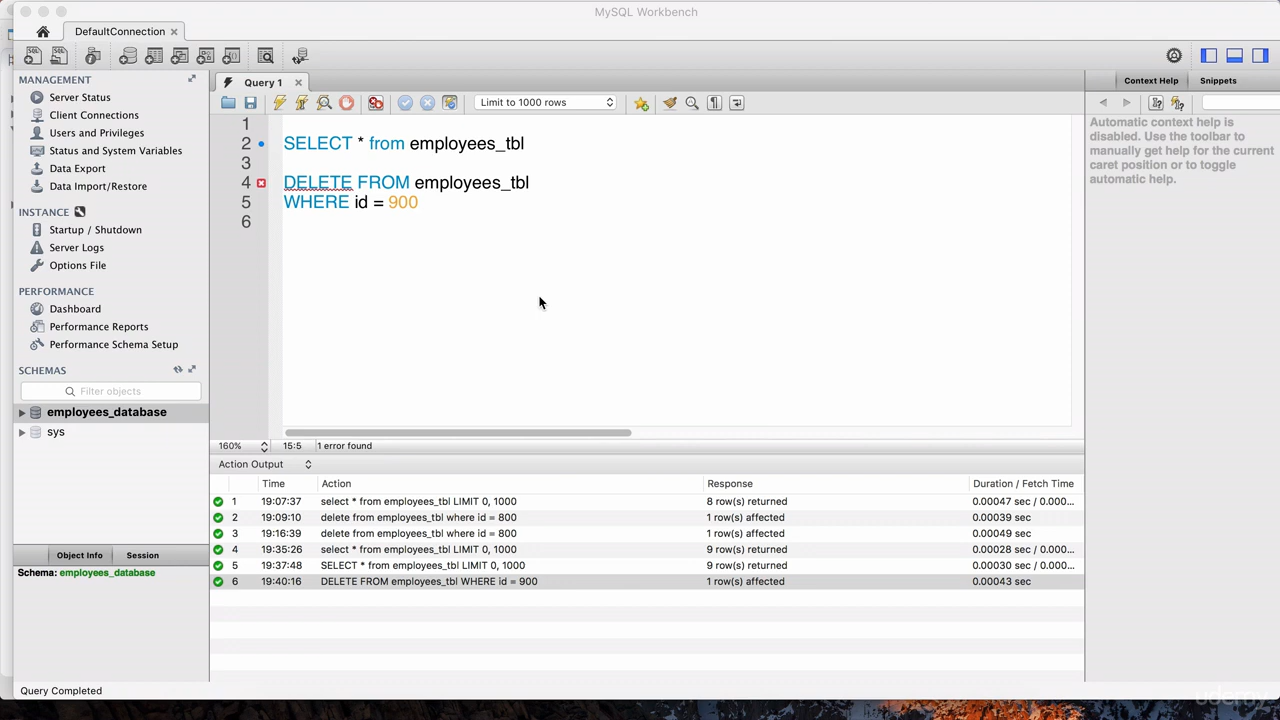 MySQL Workbench
DefaultConnection
MANAGEMENT
Server Status
Client Connections
Users and Privileges
Status and System Variables
Data Export
Data Import/Restore
INSTANCE
Startup / Shutdown
Server Logs
Options File
PERFORMANCE
Dashboard
Performance Reports
Performance Schema Setup
SCHEMAS
Filter objects
employees_database
sys
Object Info Session
Schema: employees_database
Query Completed
Query 1
Limit to 1000 rows
1
2 SELECT * from employees_tbl
3
4 DELETE FROM employees_tbl
5 WHERE id = 900
6
160% 15:5 1 error found
Action Output
Time Action Response Duration / Fetch Time
1 19:07:37 select * from employees_tbl LIMIT 0, 1000 8 row(s) returned 0.00047 sec / 0.000...
2 19:09:10 delete from employees_tbl where id = 800 1 row(s) affected 0.00039 sec
3 19:16:39 delete from employees_tbl where id = 800 1 row(s) affected 0.00049 sec
4 19:35:26 select * from employees_tbl LIMIT 0, 1000 9 row(s) returned 0.00028 sec / 0.000...
5 19:37:48 SELECT * from employees_tbl LIMIT 0, 1000 9 row(s) returned 0.00030 sec / 0.000...
6 19:40:16 DELETE FROM employees_tbl WHERE id = 900 1 row(s) affected 0.00043 sec
Context Help Snippets
Automatic context help is
disabled. Use the toolbar to
manually get help for the current
caret position or to toggle
automatic help.
udemy